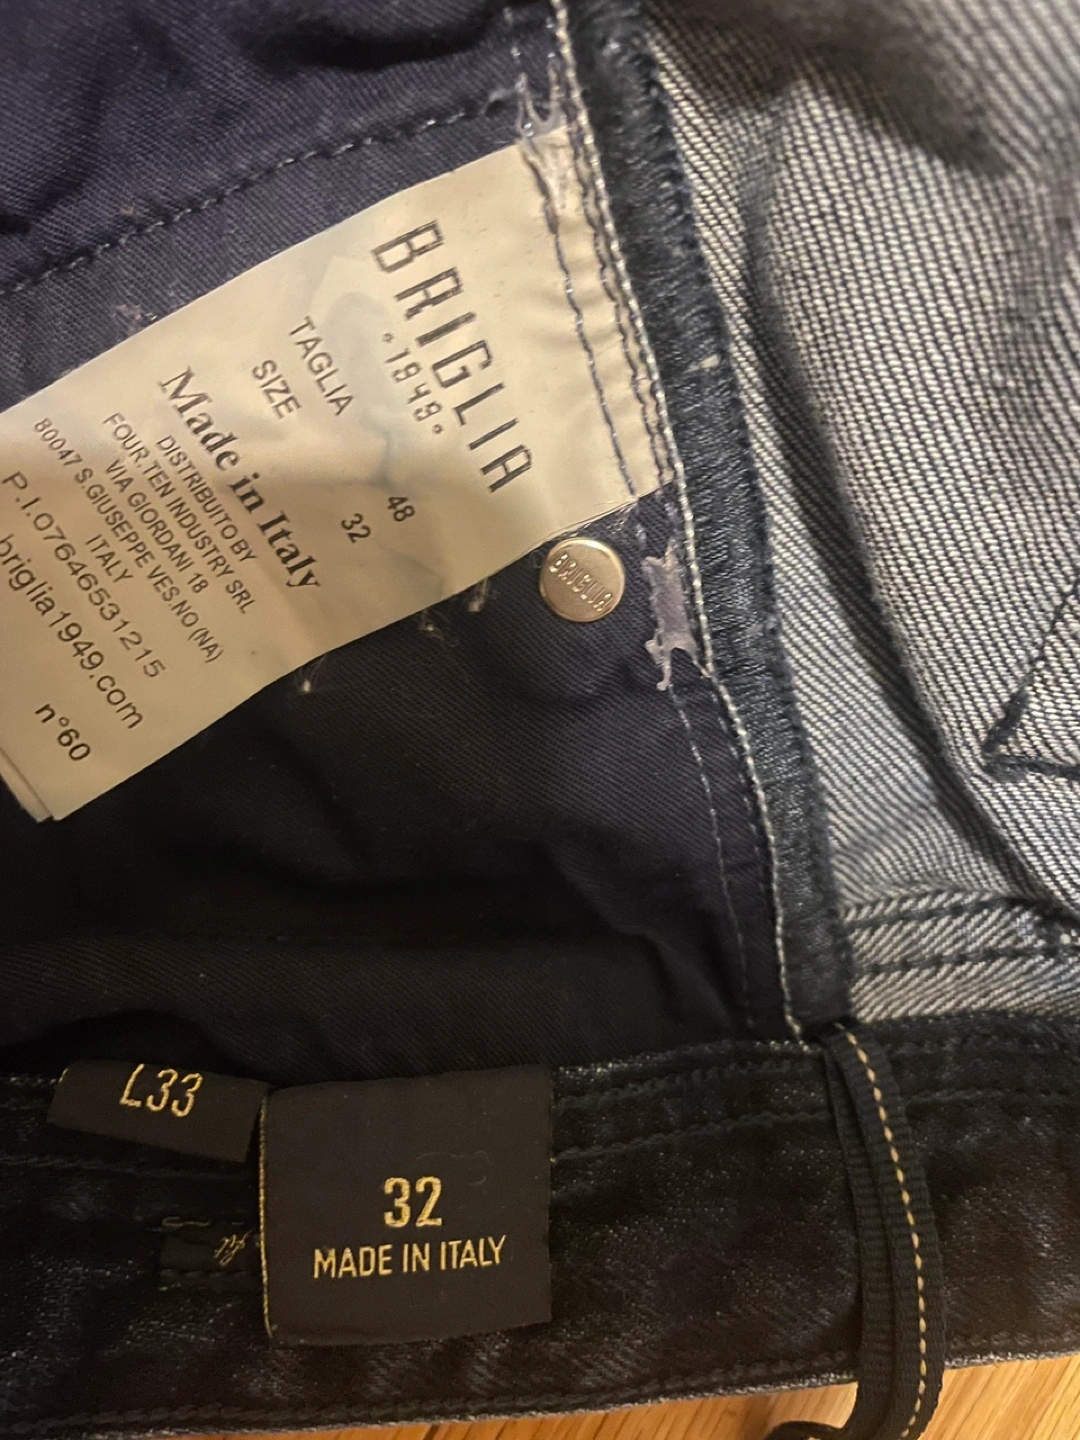 BRIGLIA
"1949"
TAGLIA 48
SIZE 32
Made in Italy
DISTRIBUITO BY
FOUR.TEN INDUSTRY SRL
VIA GIORDANI 18
80047 S.GIUSEPPE VES.NO (NA)
ITALY
P.I.07646531215
briglia1949.com
n°60
BRIGLIA
L33
32
MADE IN ITALY
fit